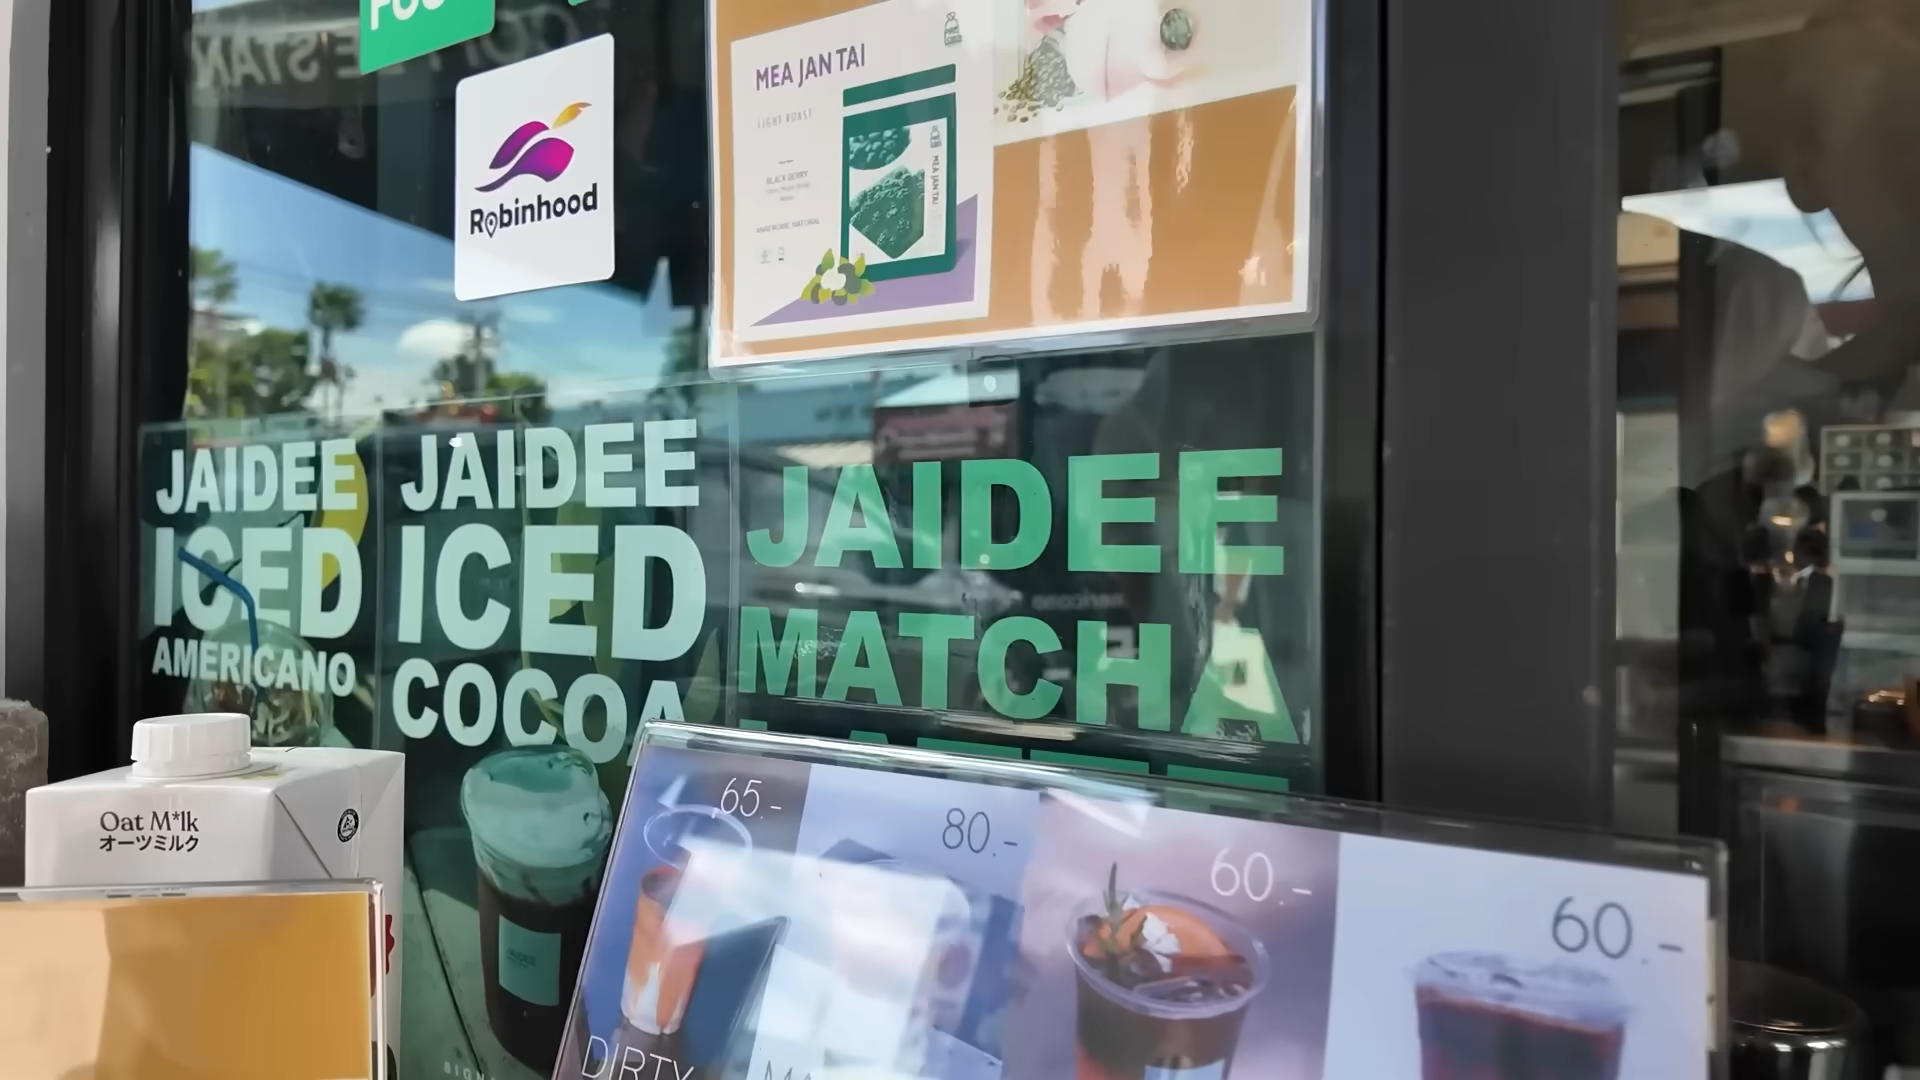 Robinhood
MEA JAN TAI
LIGHT ROAST
BLACK BERRY
MEA JAN TAI
JAIDEE
ICED
AMERICANO
JAIDEE
ICED
COCOA
JAIDEE
MATCHA
Oat M*lk
オーツミルク
65.-
80.-
60.-
60.-
DIRTY